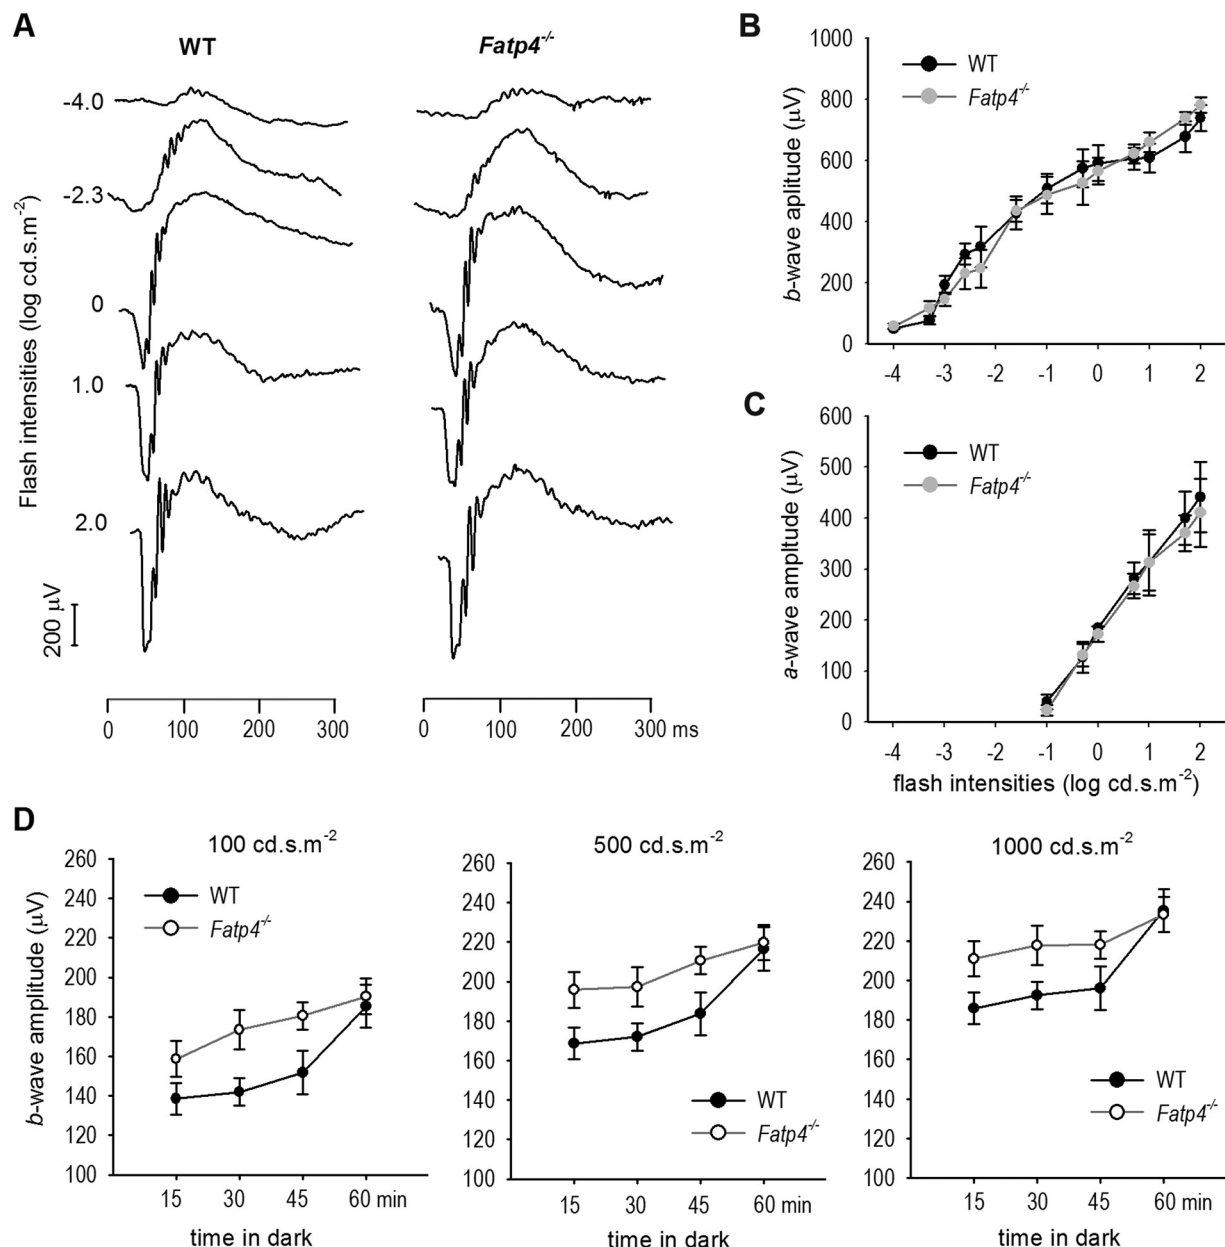 A
WT
Fatp4-/-
Flash intensities (log cd.s.m-2)
-4.0
-2.3
0
1.0
2.0
200 μV
0 100 200 300
0 100 200 300 ms
B
b-wave aplitude (μV)
1000
800
600
400
200
0
WT
Fatp4-/-
-4 -3 -2 -1 0 1 2
C
a-wave ampltude (μV)
600
500
400
300
200
100
0
WT
Fatp4-/-
-4 -3 -2 -1 0 1 2
flash intensities (log cd.s.m-2)
D
100 cd.s.m-2
b-wave amplitude (μV)
260
240
220
200
180
160
140
120
100
WT
Fatp4-/-
15 30 45 60 min
time in dark
500 cd.s.m-2
260
240
220
200
180
160
140
120
100
WT
Fatp4-/-
15 30 45 60 min
time in dark
1000 cd.s.m-2
260
240
220
200
180
160
140
120
100
WT
Fatp4-/-
15 30 45 60 min
time in dark